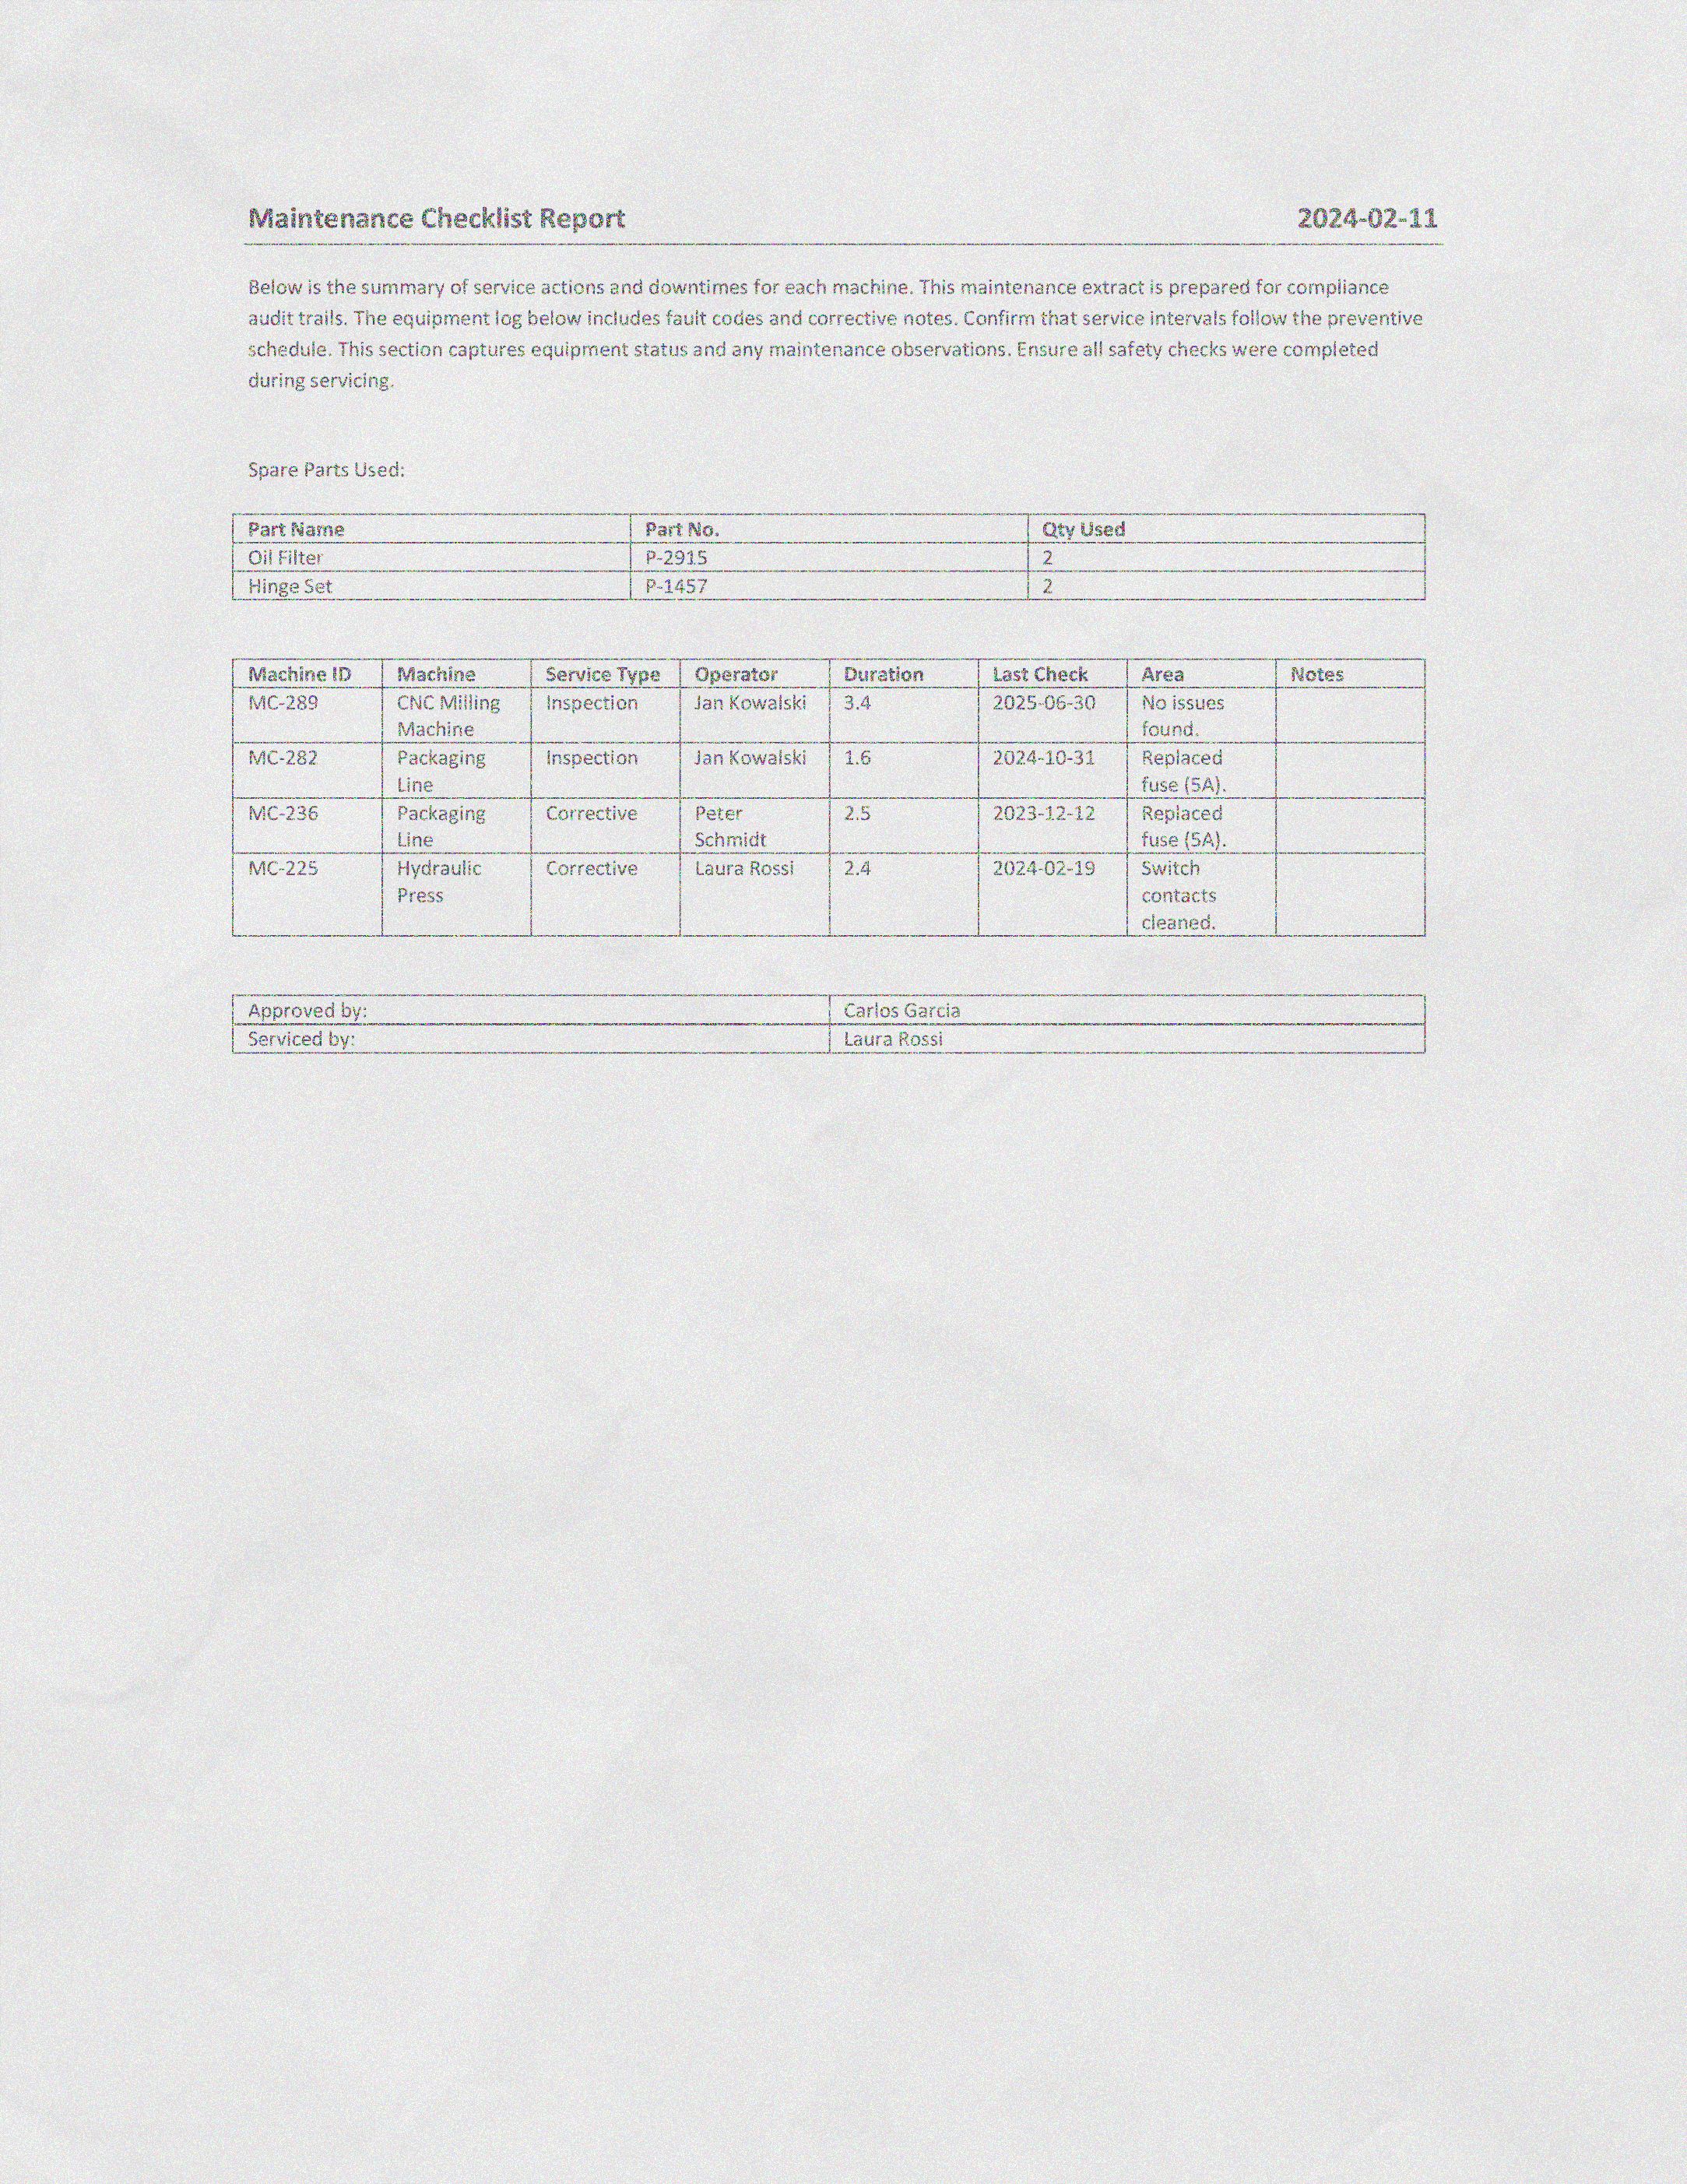 Maintenance Checklist Report 2024-02-11
Below is the summary of service actions and downtimes for each machine. This maintenance extract is prepared for compliance
audit trails. The equipment log below includes fault codes and corrective notes. Confirm that service intervals follow the preventive
schedule. This section captures equipment status and any maintenance observations. Ensure all safety checks were completed
during servicing.
Spare Parts Used:
Part Name Part No. Qty Used
Oil Filter P-2915 2
Hinge Set P-1457 2
Machine ID Machine Service Type Operator Duration Last Check Area Notes
MC-289 CNC Milling Inspection Jan Kowalski 3.4 2025-06-30 No issues
Machine found.
MC-282 Packaging Inspection Jan Kowalski 1.6 2024-10-31 Replaced
Line fuse (5A).
MC-236 Packaging Corrective Peter 2.5 2023-12-12 Replaced
Line Schmidt fuse (5A).
MC-225 Hydraulic Corrective Laura Rossi 2.4 2024-02-19 Switch
Press contacts
cleaned.
Approved by: Carlos Garcia
Serviced by: Laura Rossi